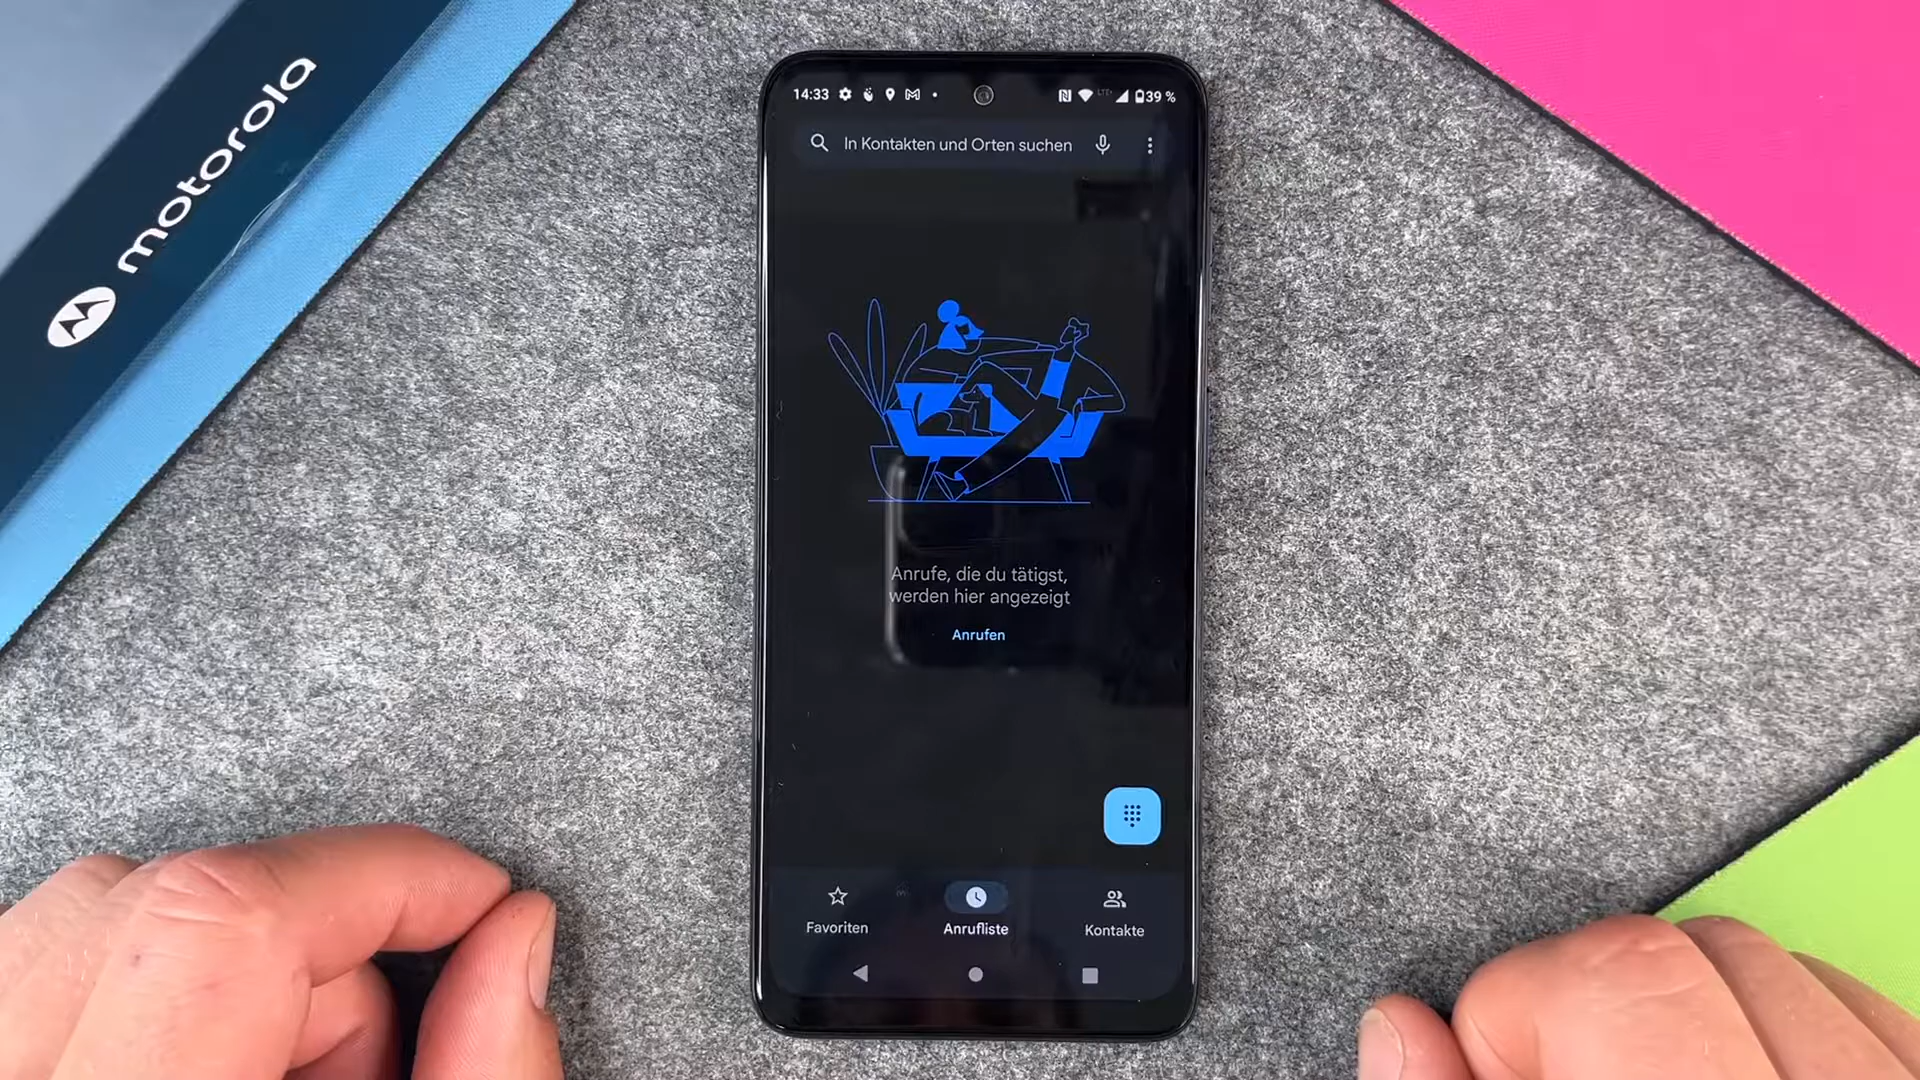 motorola
14:33
LTE+
39 %
In Kontakten und Orten suchen
Anrufe, die du tätigst,
werden hier angezeigt
Anrufen
Favoriten
Anrufliste
Kontakte